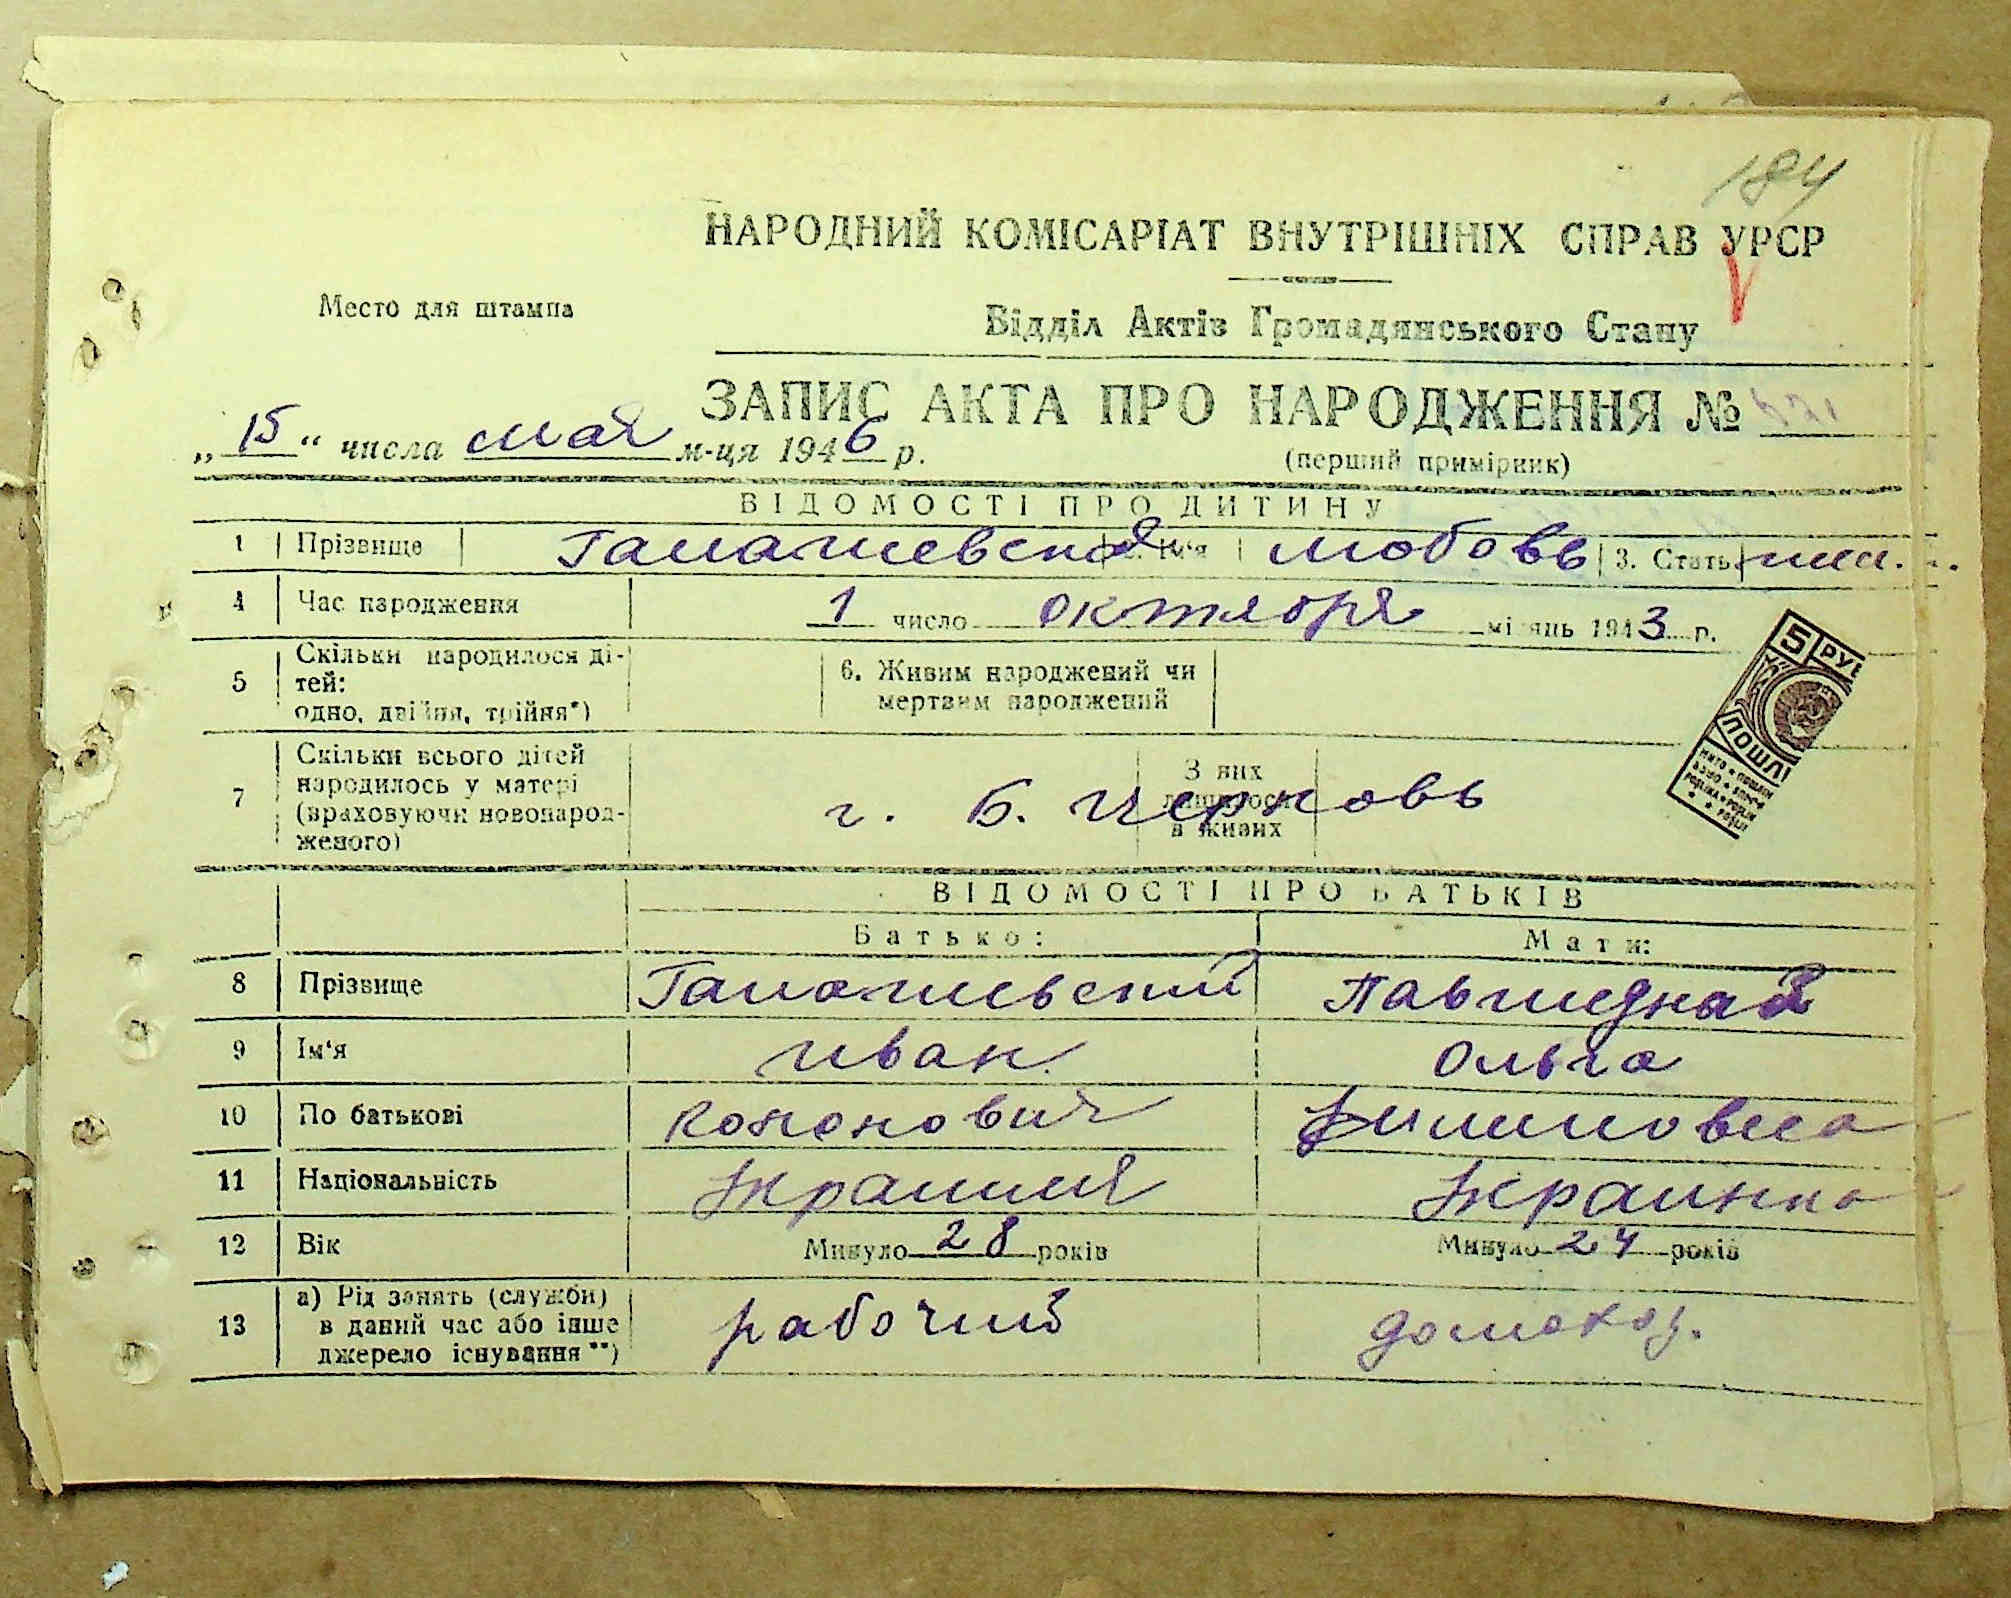 184
НАРОДНИЙ КОМІСАРІАТ ВНУТРІШНІХ СПРАВ УРСР
Место для штампа
Відділ Актів Громадянського Стану
ЗАПИС АКТА ПРО НАРОДЖЕННЯ № 521
„15“ числа мая м-ця 1946 р.
(перший примірник)
ВІДОМОСТІ ПРО ДИТИНУ
1 Прізвище Гамалиевская Ім'я Любовь 3. Стать жен.
4 Час народження 1 число октября місяць 1943 р.
5 Скільки народилося дітей: одно, двійня, трійня*)
6. Живим народжений чи мертвим народжений
7 Скільки всього дітей народилось у матері (враховуючи новонародженого)
З них лишилося в живих
г. Б. Церковь
5 РУБ
ПОШЛ
ВІДОМОСТІ ПРО БАТЬКІВ
Батько: Мати:
8 Прізвище
9 Ім'я Иван Ольга
10 По батькові Кононович
11 Національність Украинец Украинка
12 Вік Минуло 28 років Минуло 24 років
13 а) Рід занять (служби) в даний час або інше джерело існування**) рабочий домохоз.